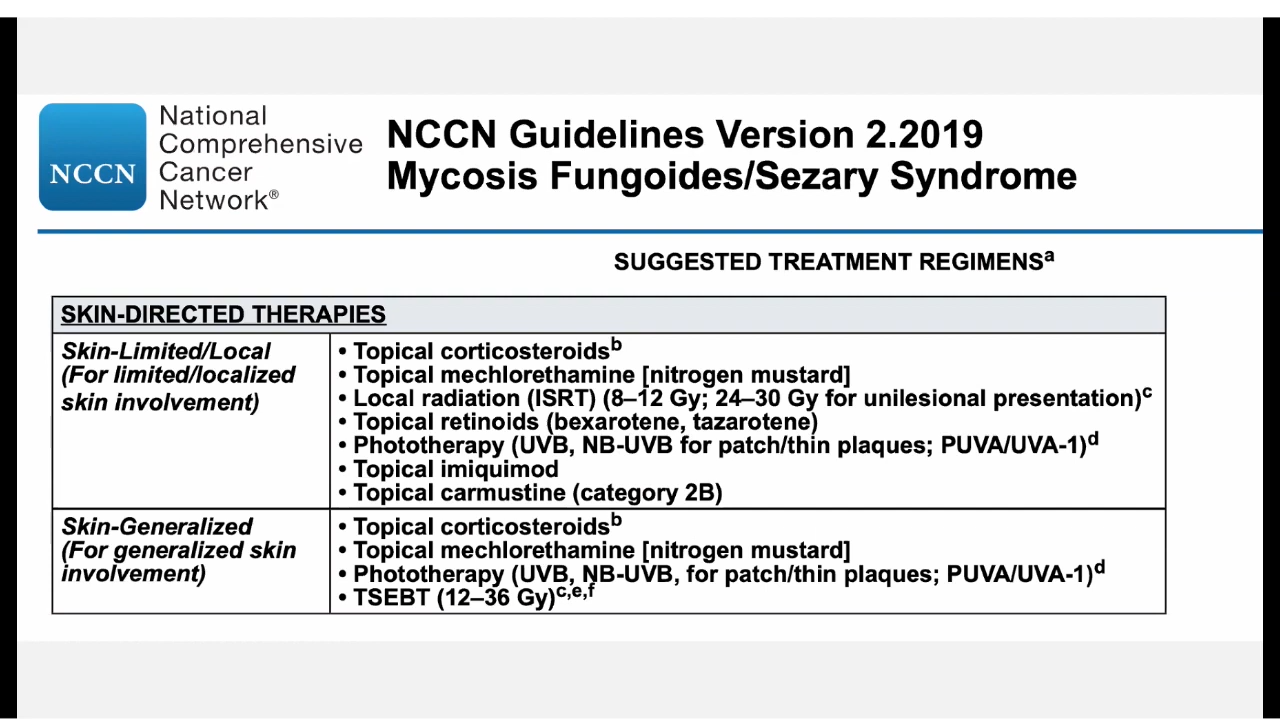 NCCN
National
Comprehensive
Cancer
Network®
NCCN Guidelines Version 2.2019
Mycosis Fungoides/Sezary Syndrome
SUGGESTED TREATMENT REGIMENSa
SKIN-DIRECTED THERAPIES
Skin-Limited/Local
(For limited/localized
skin involvement)
• Topical corticosteroidsb
• Topical mechlorethamine [nitrogen mustard]
• Local radiation (ISRT) (8–12 Gy; 24–30 Gy for unilesional presentation)c
• Topical retinoids (bexarotene, tazarotene)
• Phototherapy (UVB, NB-UVB for patch/thin plaques; PUVA/UVA-1)d
• Topical imiquimod
• Topical carmustine (category 2B)
Skin-Generalized
(For generalized skin
involvement)
• Topical corticosteroidsb
• Topical mechlorethamine [nitrogen mustard]
• Phototherapy (UVB, NB-UVB, for patch/thin plaques; PUVA/UVA-1)d
• TSEBT (12–36 Gy)c,e,f